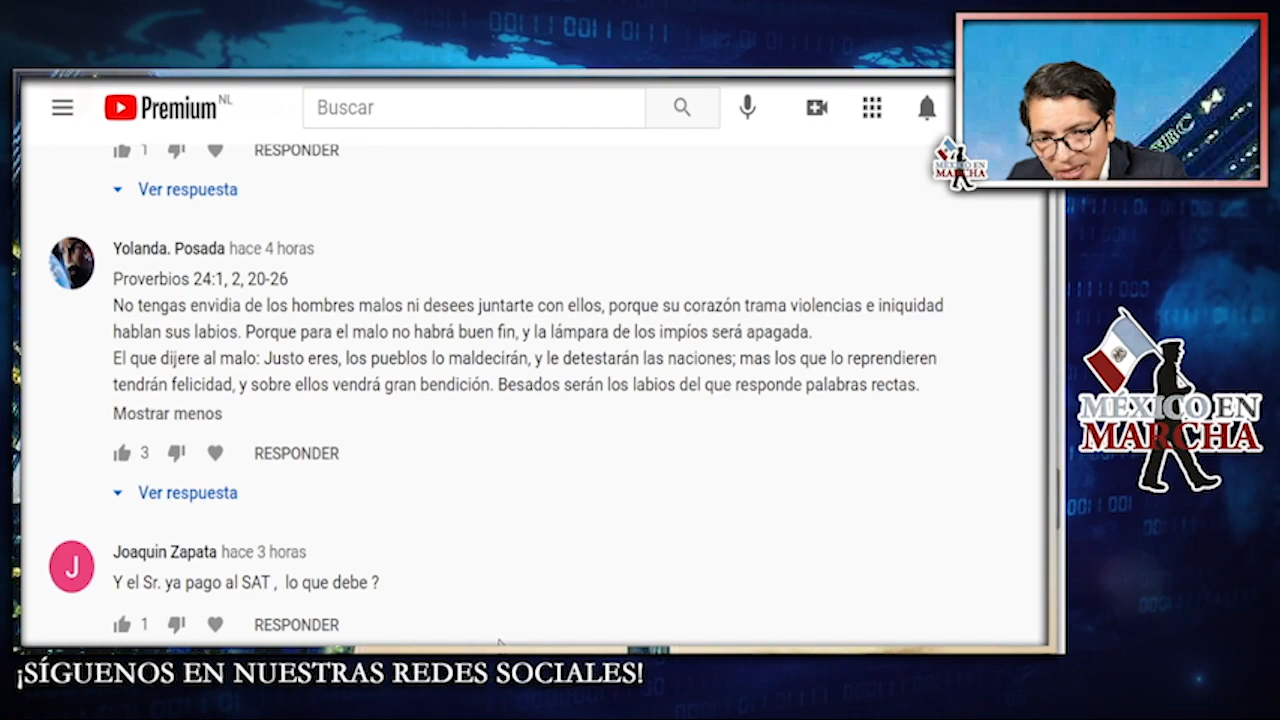 Premium NL
Buscar
1 RESPONDER
Ver respuesta
Yolanda. Posada hace 4 horas
Proverbios 24:1, 2, 20-26
No tengas envidia de los hombres malos ni desees juntarte con ellos, porque su corazón trama violencias e iniquidad
hablan sus labios. Porque para el malo no habrá buen fin, y la lámpara de los impíos será apagada.
El que dijere al malo: Justo eres, los pueblos lo maldecirán, y le detestarán las naciones; mas los que lo reprendieren
tendrán felicidad, y sobre ellos vendrá gran bendición. Besados serán los labios del que responde palabras rectas.
Mostrar menos
3 RESPONDER
Ver respuesta
J
Joaquin Zapata hace 3 horas
Y el Sr. ya pago al SAT , lo que debe ?
1 RESPONDER
MÉXICO EN
MARCHA
MÉXICO EN
MARCHA
¡SÍGUENOS EN NUESTRAS REDES SOCIALES!